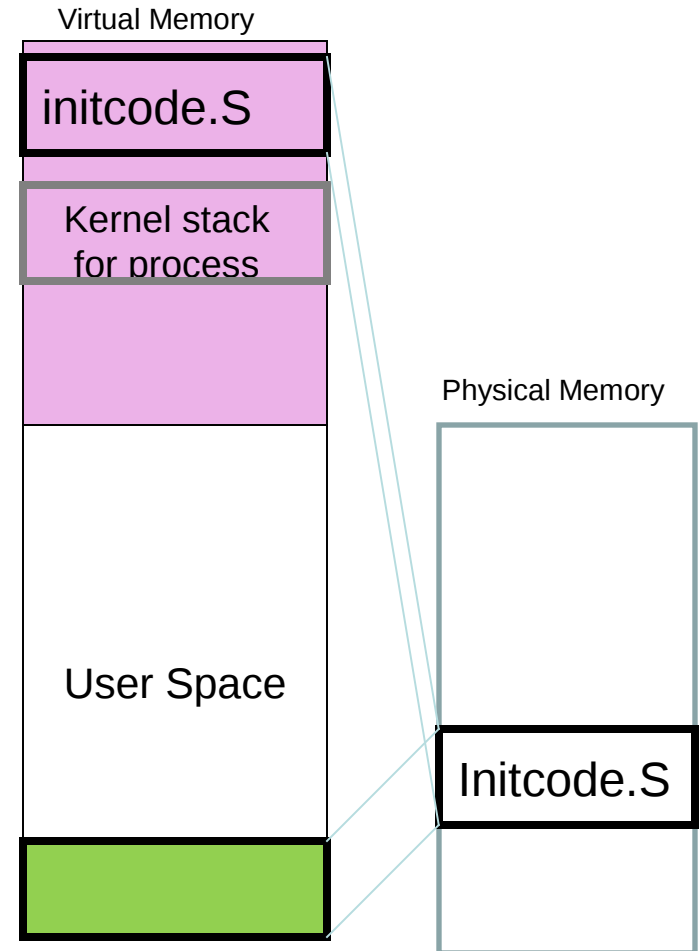 Virtual Memory
initcode.S
Kernel stack
for process
Physical Memory
User Space
Initcode.S